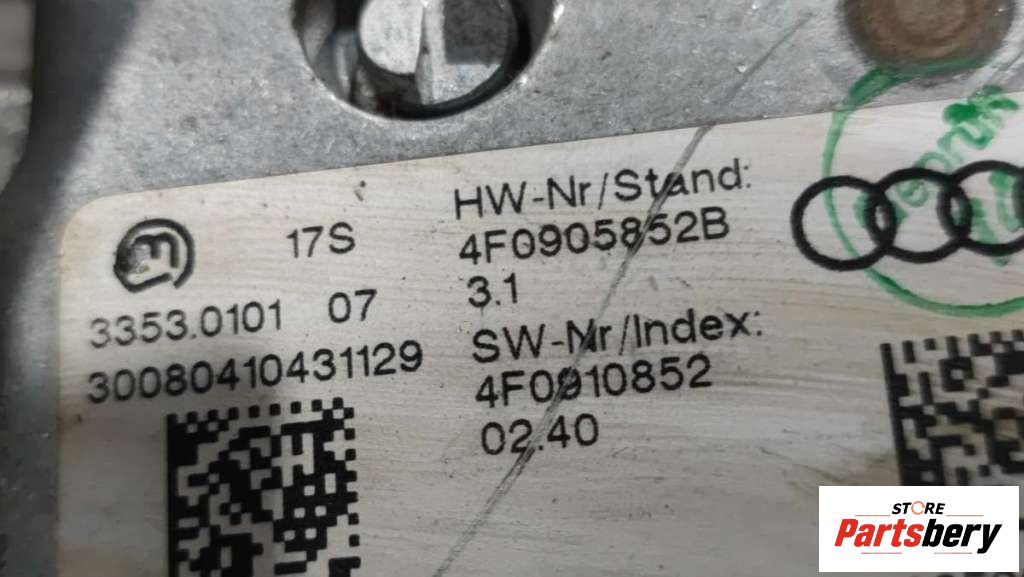 17S
3353.0101 07
30080410431129
HW-Nr/Stand:
4F0905852B
3.1
SW-Nr/Index:
4F0910852
02.40
STORE
Partsbery